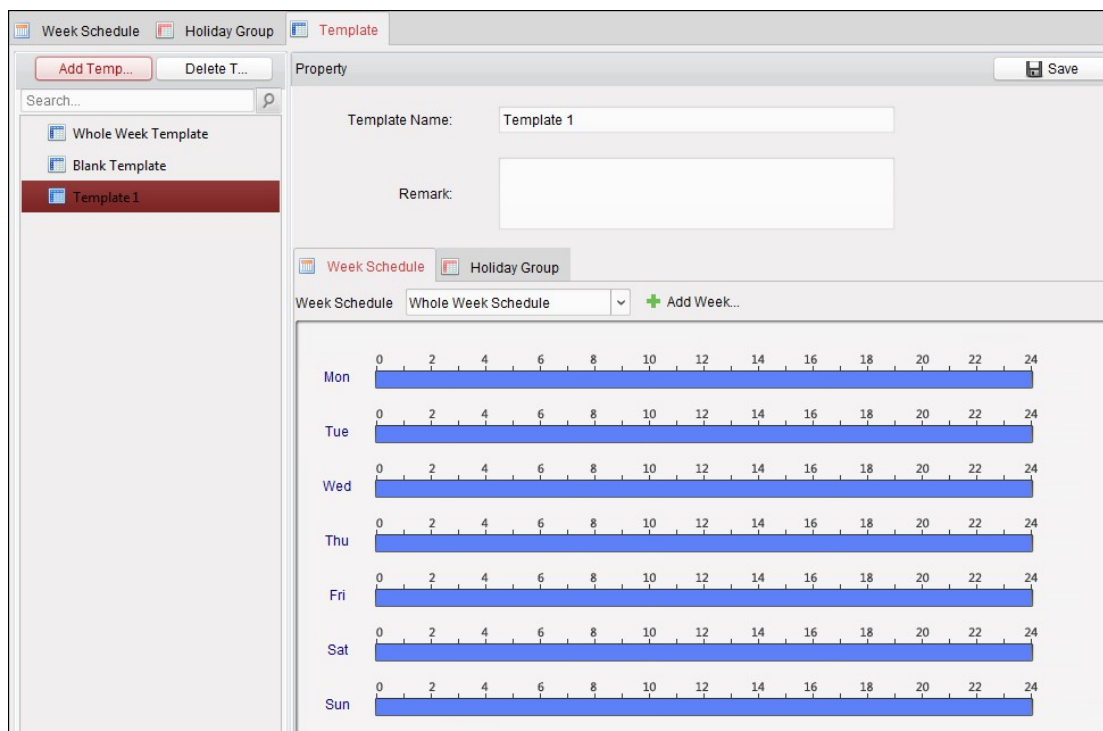 Week Schedule Holiday Group Template
Add Temp... Delete T... Property Save
Search...
Whole Week Template
Blank Template
Template 1
Template Name: Template 1
Remark:
Week Schedule Holiday Group
Week Schedule Whole Week Schedule Add Week...
0 2 4 6 8 10 12 14 16 18 20 22 24
Mon
0 2 4 6 8 10 12 14 16 18 20 22 24
Tue
0 2 4 6 8 10 12 14 16 18 20 22 24
Wed
0 2 4 6 8 10 12 14 16 18 20 22 24
Thu
0 2 4 6 8 10 12 14 16 18 20 22 24
Fri
0 2 4 6 8 10 12 14 16 18 20 22 24
Sat
0 2 4 6 8 10 12 14 16 18 20 22 24
Sun